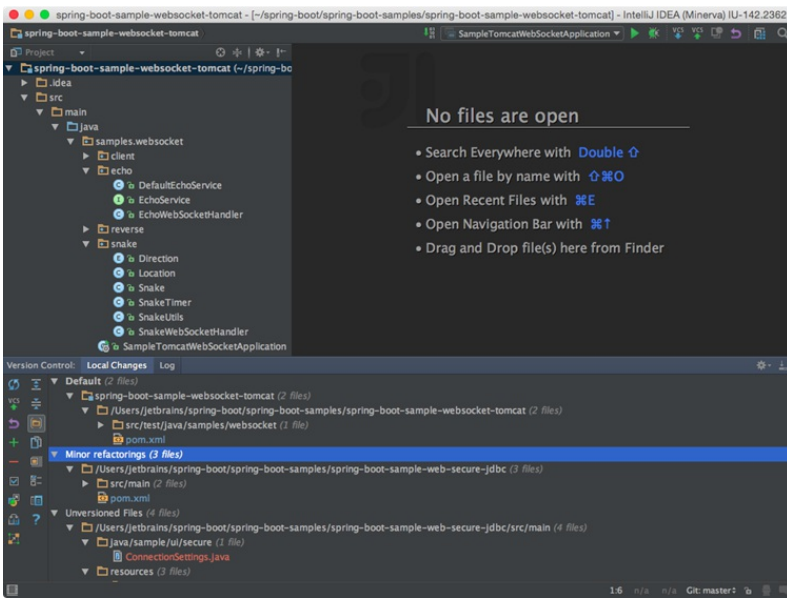 spring-boot-sample-websocket-tomcat - [~/spring-boot/spring-boot-samples/spring-boot-sample-websocket-tomcat] - IntelliJ IDEA (Minerva) IU-142.2362
spring-boot-sample-websocket-tomcat
SampleTomcatWebSocketApplication
VCS VCS
Project
spring-boot-sample-websocket-tomcat (~/spring-bo
.idea
src
main
java
samples.websocket
client
echo
DefaultEchoService
EchoService
EchoWebSocketHandler
reverse
snake
Direction
Location
Snake
SnakeTimer
SnakeUtils
SnakeWebSocketHandler
SampleTomcatWebSocketApplication
No files are open
• Search Everywhere with Double ⇧
• Open a file by name with ⇧⌘O
• Open Recent Files with ⌘E
• Open Navigation Bar with ⌘↑
• Drag and Drop file(s) here from Finder
Version Control: Local Changes Log
Default (2 files)
spring-boot-sample-websocket-tomcat (2 files)
/Users/jetbrains/spring-boot/spring-boot-samples/spring-boot-sample-websocket-tomcat (2 files)
src/test/java/samples/websocket (1 file)
pom.xml
Minor refactorings (3 files)
/Users/jetbrains/spring-boot/spring-boot-samples/spring-boot-sample-web-secure-jdbc (3 files)
src/main (2 files)
pom.xml
Unversioned Files (4 files)
/Users/jetbrains/spring-boot/spring-boot-samples/spring-boot-sample-web-secure-jdbc/src/main (4 files)
java/sample/ui/secure (1 file)
ConnectionSettings.java
resources (3 files)
VCS
1:6 n/a n/a Git: master